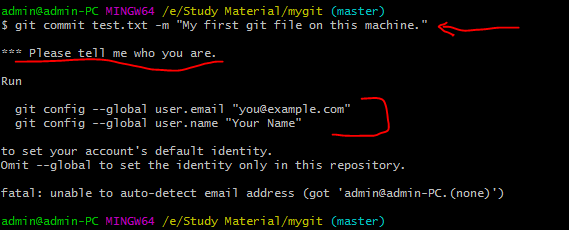 admin@admin-PC MINGW64 /e/Study Material/mygit (master)
$ git commit test.txt -m "My first git file on this machine."
*** Please tell me who you are.
Run
git config --global user.email "you@example.com"
git config --global user.name "Your Name"
to set your account's default identity.
Omit --global to set the identity only in this repository.
fatal: unable to auto-detect email address (got 'admin@admin-PC.(none)')
admin@admin-PC MINGW64 /e/Study Material/mygit (master)